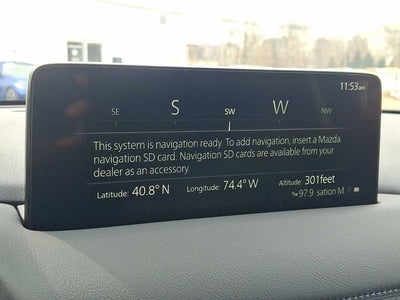 11:53am
SE S SW W NW
This system is navigation ready. To add navigation, insert a Mazda
navigation SD card. Navigation SD cards are available from your
dealer as an accessory.
Latitude: 40.8° N Longitude: 74.4° W Altitude: 301feet
97.9 sation M